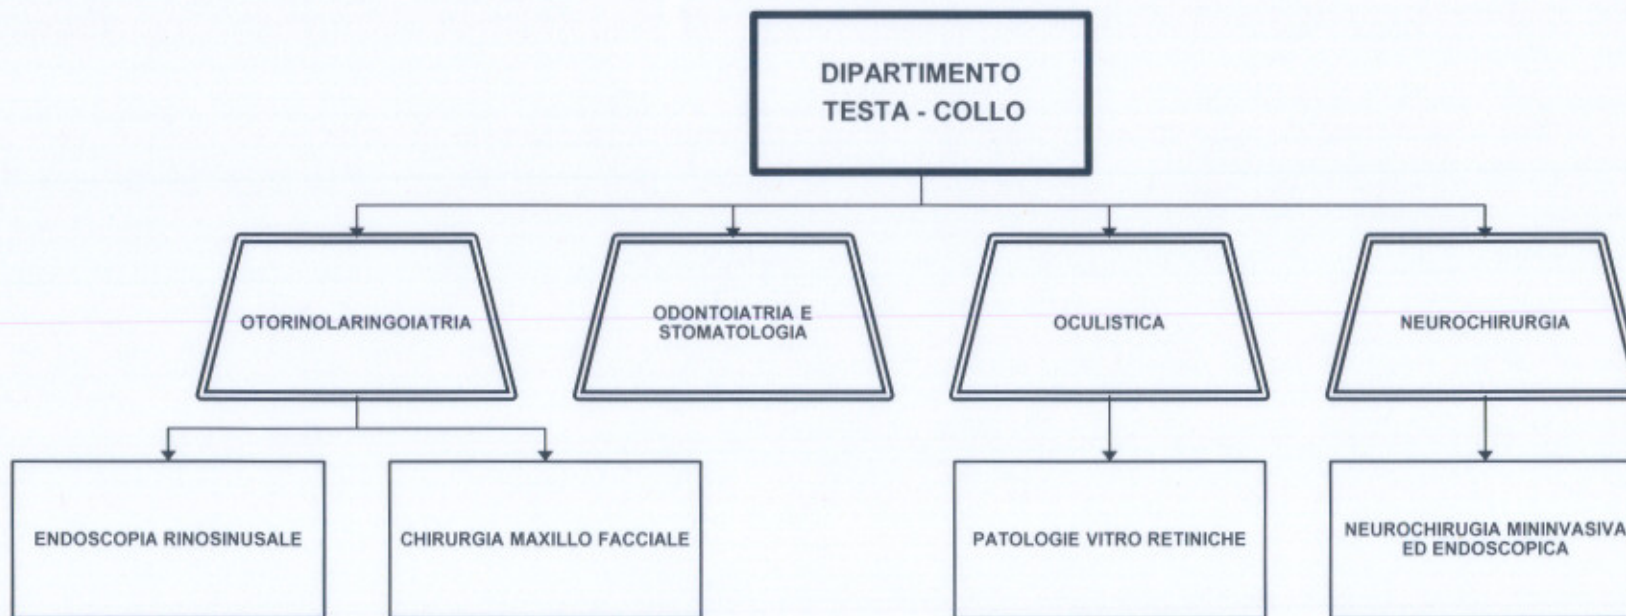 DIPARTIMENTO
TESTA - COLLO
OTORINOLARINGOIATRIA
ODONTOIATRIA E
STOMATOLOGIA
OCULISTICA
NEUROCHIRURGIA
ENDOSCOPIA RINOSINUSALE
CHIRURGIA MAXILLO FACCIALE
PATOLOGIE VITRO RETINICHE
NEUROCHIRUGIA MININVASIVA
ED ENDOSCOPICA